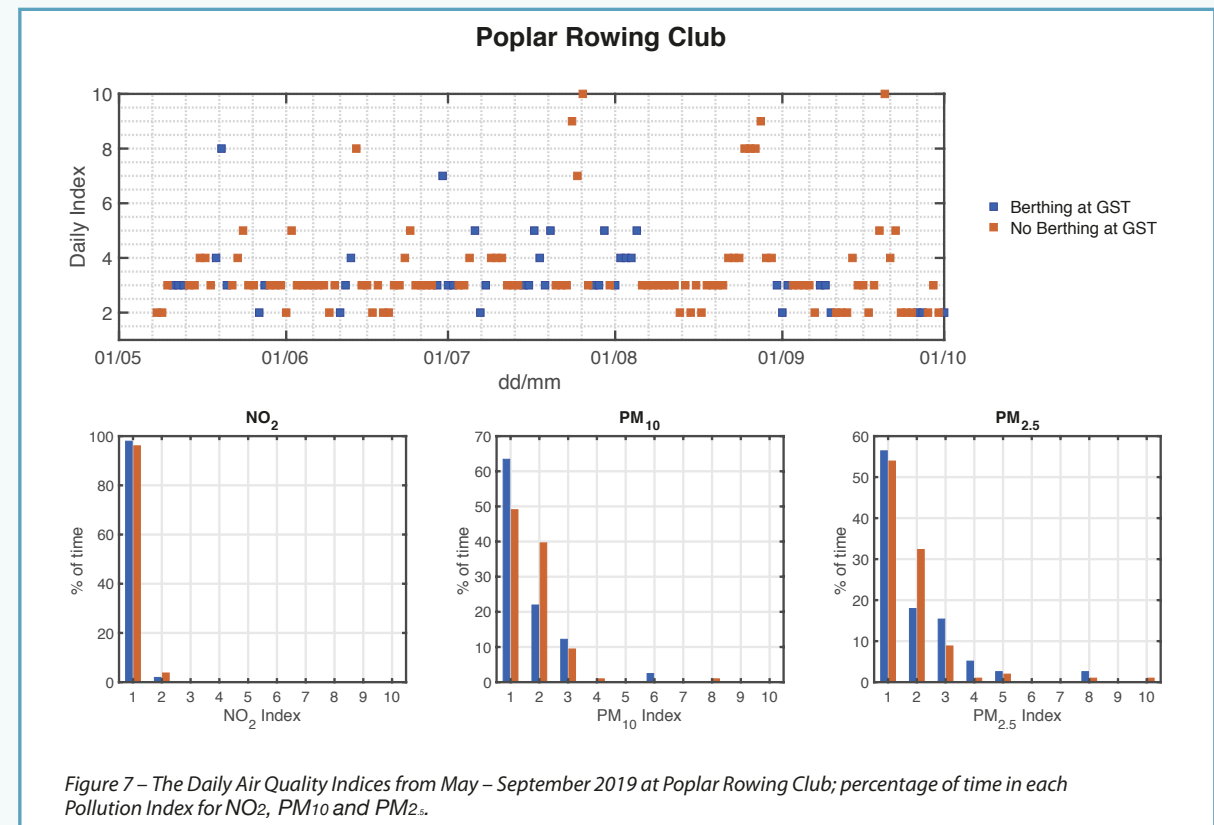 Poplar Rowing Club
10
8
6
4
2
Daily Index
01/05 01/06 01/07 01/08 01/09 01/10
dd/mm
Berthing at GST
No Berthing at GST
NO2
100
80
60
40
20
0
% of time
1 2 3 4 5 6 7 8 9 10
NO2 Index
PM10
70
60
50
40
30
20
10
0
% of time
1 2 3 4 5 6 7 8 9 10
PM10 Index
PM2.5
60
50
40
30
20
10
0
% of time
1 2 3 4 5 6 7 8 9 10
PM2.5 Index
Figure 7 – The Daily Air Quality Indices from May – September 2019 at Poplar Rowing Club; percentage of time in each
Pollution Index for NO2, PM10 and PM2.5.